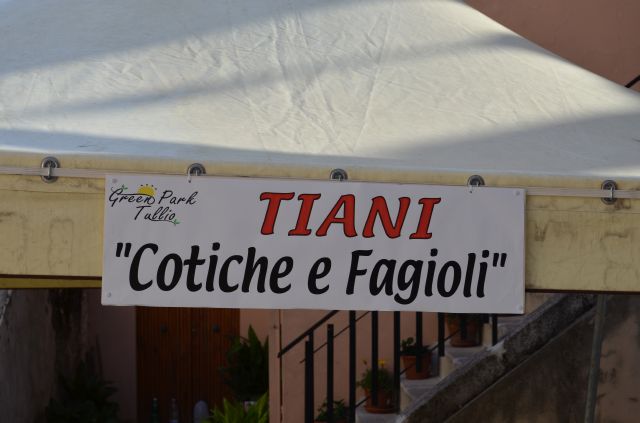 Green Park
Tullio
TIANI
"Cotiche e Fagioli"